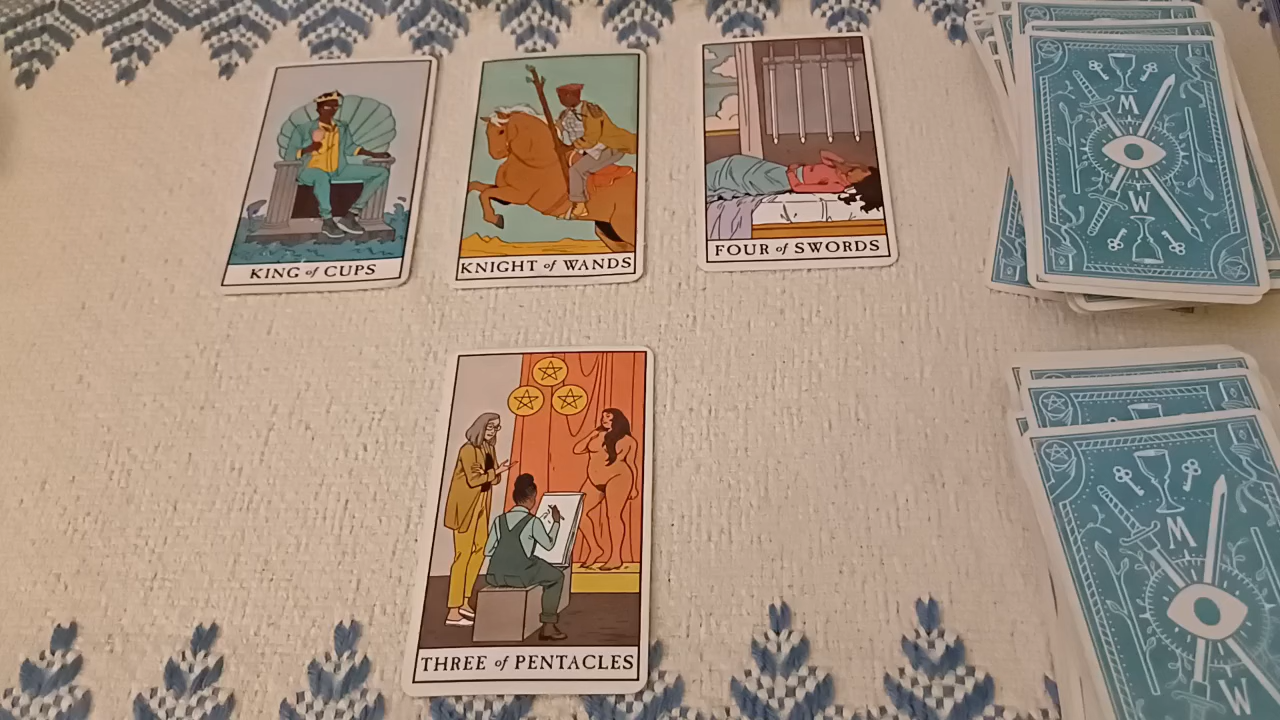 KING of CUPS
KNIGHT of WANDS
FOUR of SWORDS
M
W
THREE of PENTACLES
M
W